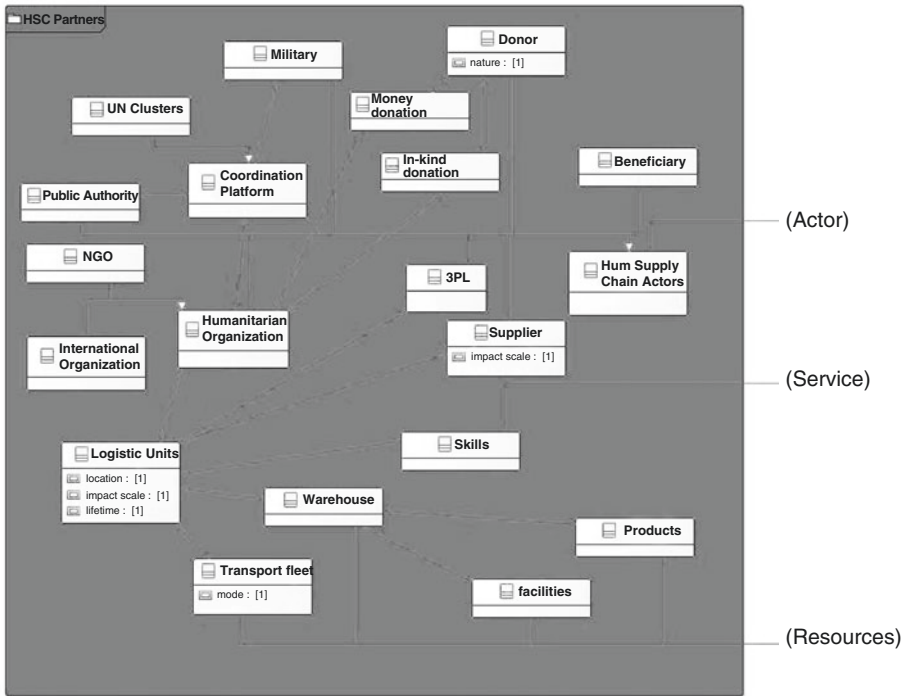 HSC Partners
Military
Donor
nature : [1]
UN Clusters
Money
donation
In-kind
donation
Beneficiary
Coordination
Platform
Public Authority
(Actor)
NGO
3PL
Hum Supply
Chain Actors
Humanitarian
Organization
International
Organization
Supplier
impact scale : [1]
(Service)
Skills
Logistic Units
location : [1]
impact scale : [1]
lifetime : [1]
Warehouse
Products
Transport fleet
mode : [1]
facilities
(Resources)